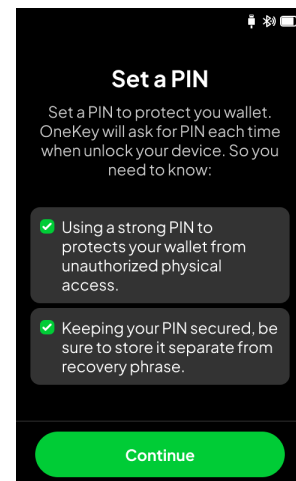 Set a PIN
Set a PIN to protect you wallet.
OneKey will ask for PIN each time
when unlock your device. So you
need to know:
Using a strong PIN to
protects your wallet from
unauthorized physical
access.
Keeping your PIN secured, be
sure to store it separate from
recovery phrase.
Continue